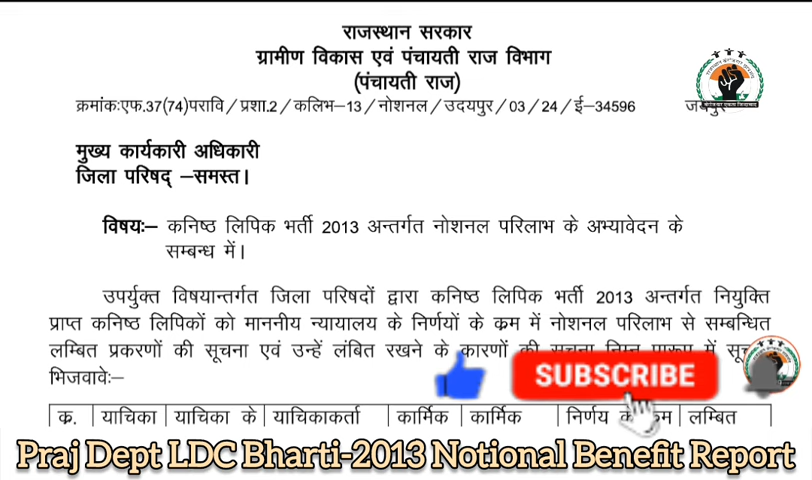 राजस्थान सरकार
ग्रामीण विकास एवं पंचायती राज विभाग
(पंचायती राज)
क्रमांकःएफ.37(74)परावि/प्रशा.2/कलिभ–13/नोशनल/उदयपुर/03/24/ई–34596
मुख्य कार्यकारी अधिकारी
जिला परिषद् –समस्त।
विषयः– कनिष्ठ लिपिक भर्ती 2013 अन्तर्गत नोशनल परिलाभ के अभ्यावेदन के
सम्बन्ध में।
उपर्युक्त विषयान्तर्गत जिला परिषदों द्वारा कनिष्ठ लिपिक भर्ती 2013 अन्तर्गत नियुक्ति
प्राप्त कनिष्ठ लिपिकों को माननीय न्यायालय के निर्णयों के क्रम में नोशनल परिलाभ से सम्बन्धित
लम्बित प्रकरणों की सूचना एवं उन्हें लंबित रखने के कारणों की सूचना निम्न प्रारूप में
भिजवावेः–
SUBSCRIBE
क्र. याचिका याचिका के याचिकाकर्ता कार्मिक कार्मिक निर्णय के क्रम लम्बित
Praj Dept LDC Bharti-2013 Notional Benefit Report